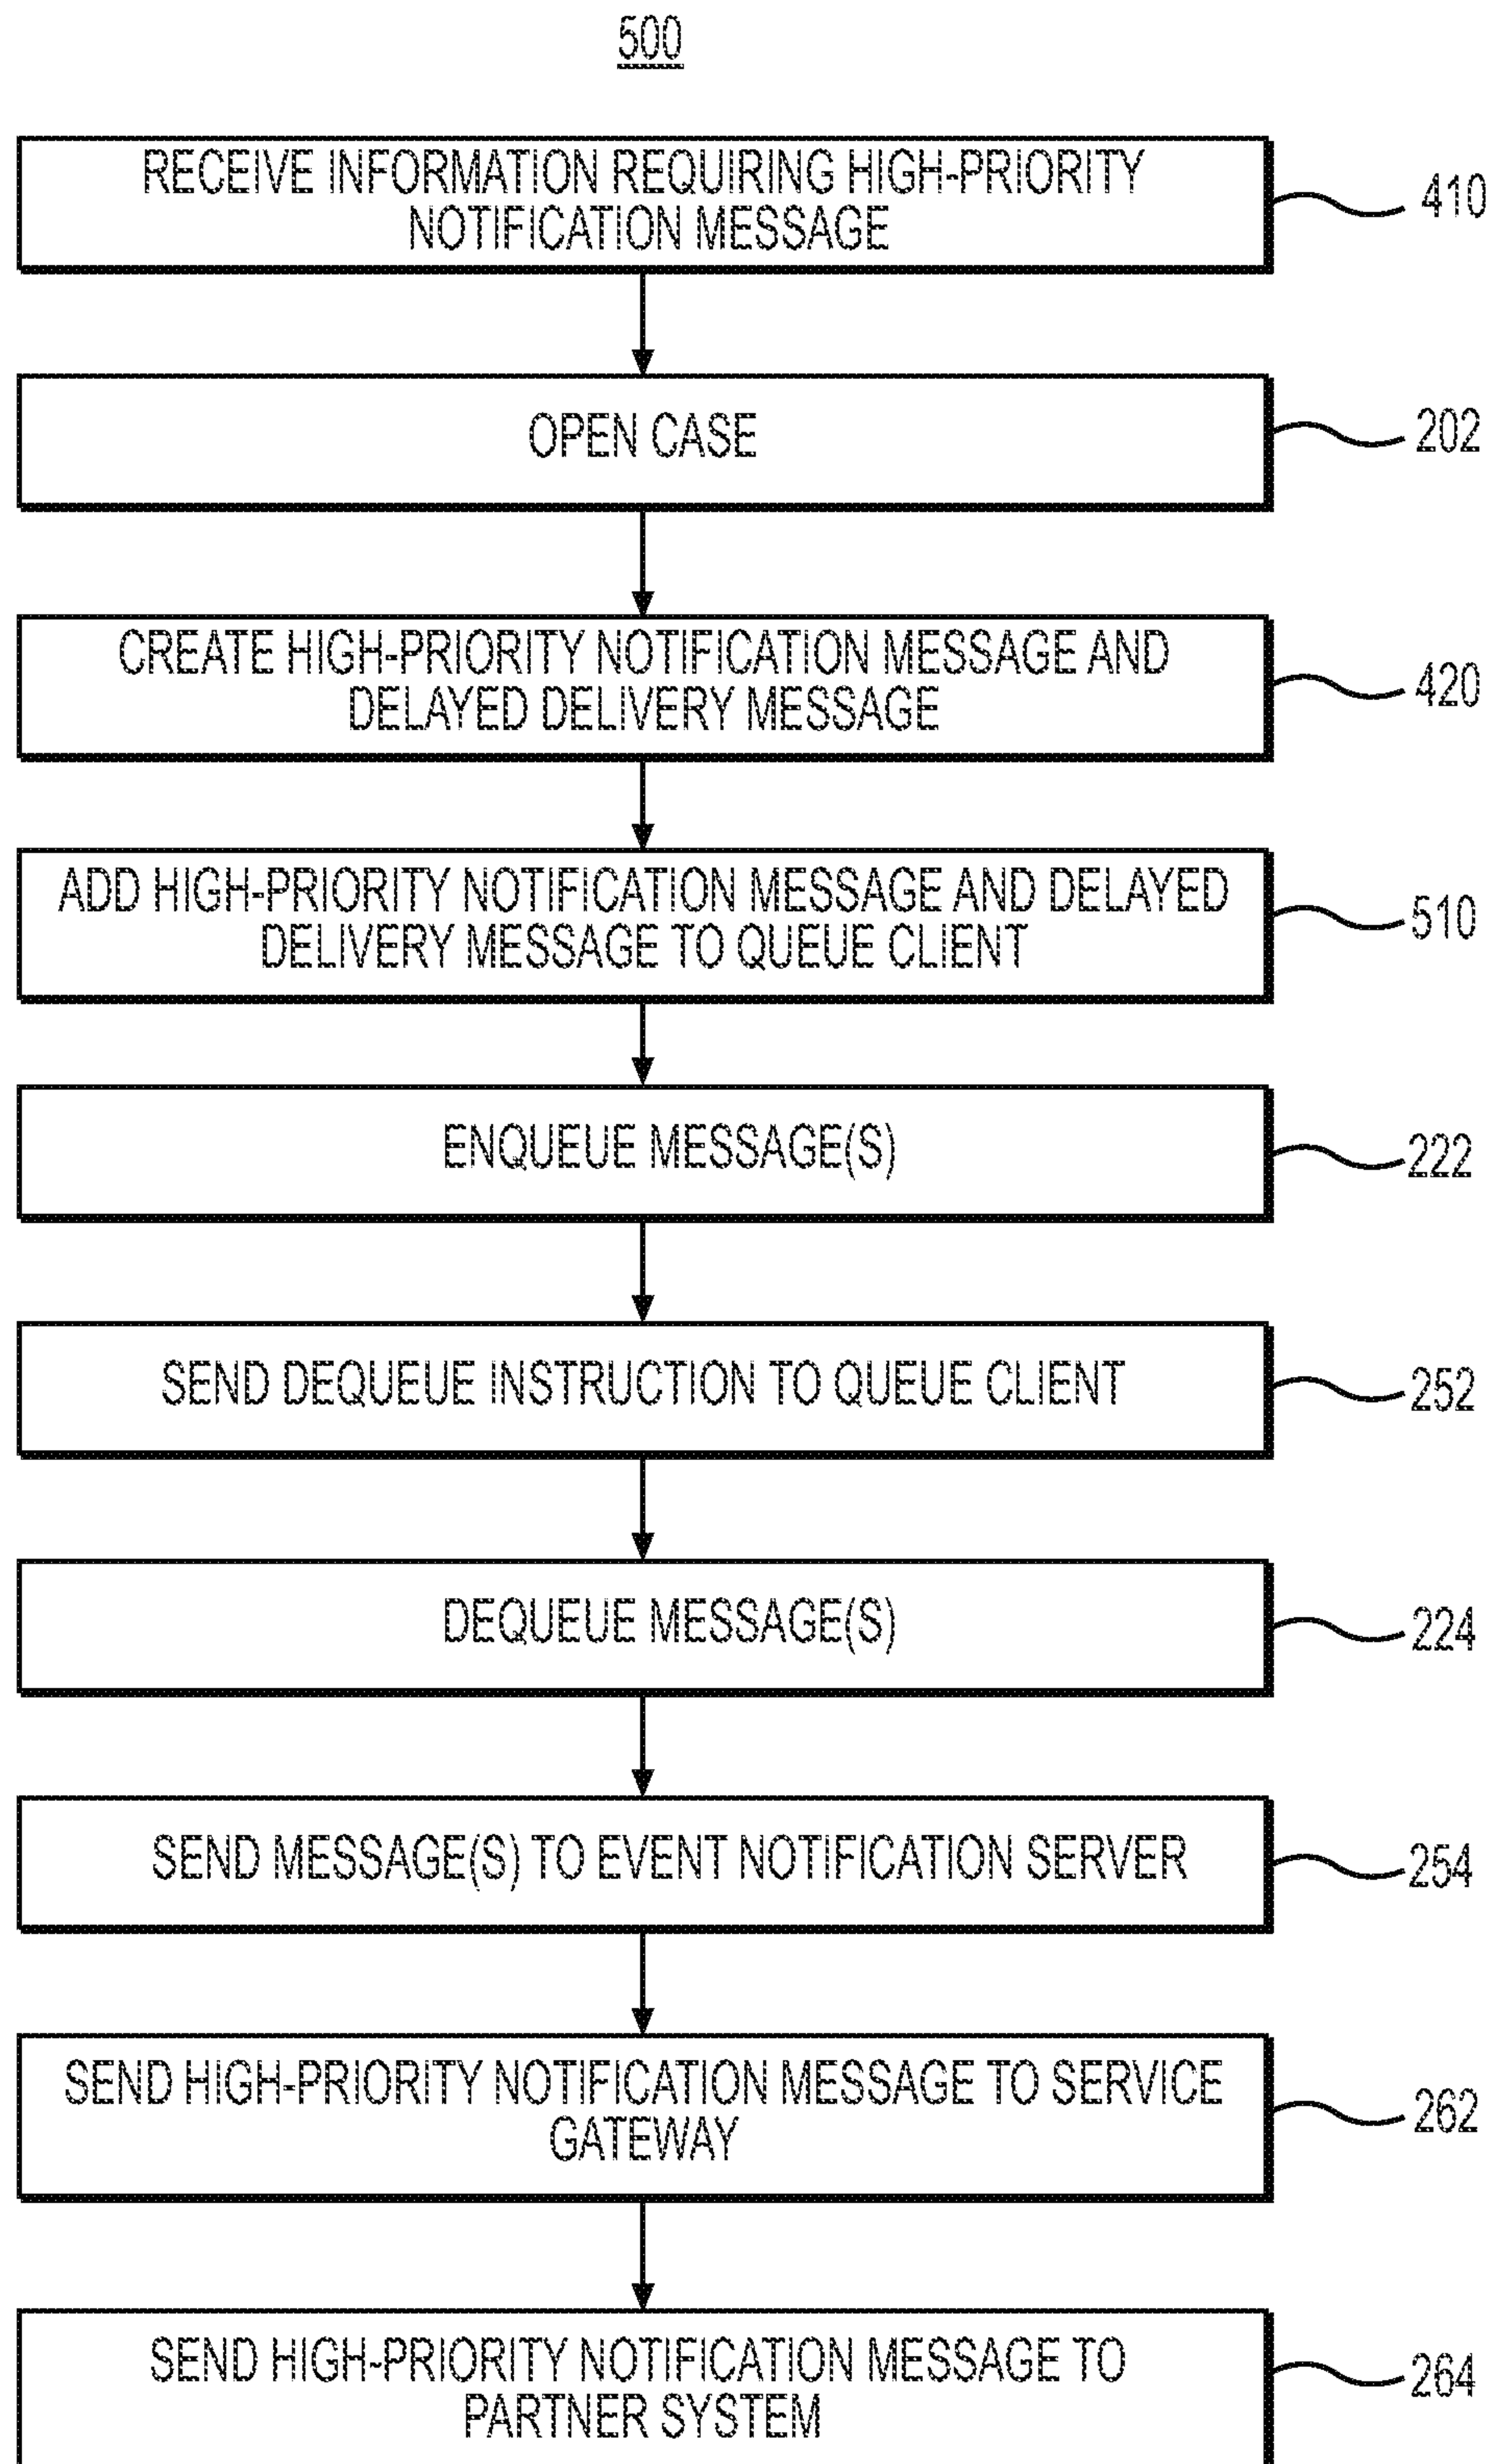 500
RECEIVE INFORMATION REQUIRING HIGH-PRIORITY
NOTIFICATION MESSAGE
410
OPEN CASE
202
CREATE HIGH-PRIORITY NOTIFICATION MESSAGE AND
DELAYED DELIVERY MESSAGE
420
ADD HIGH-PRIORITY NOTIFICATION MESSAGE AND DELAYED
DELIVERY MESSAGE TO QUEUE CLIENT
510
ENQUEUE MESSAGE(S)
222
SEND DEQUEUE INSTRUCTION TO QUEUE CLIENT
252
DEQUEUE MESSAGE(S)
224
SEND MESSAGE(S) TO EVENT NOTIFICATION SERVER
254
SEND HIGH-PRIORITY NOTIFICATION MESSAGE TO SERVICE
GATEWAY
262
SEND HIGH-PRIORITY NOTIFICATION MESSAGE TO
PARTNER SYSTEM
264